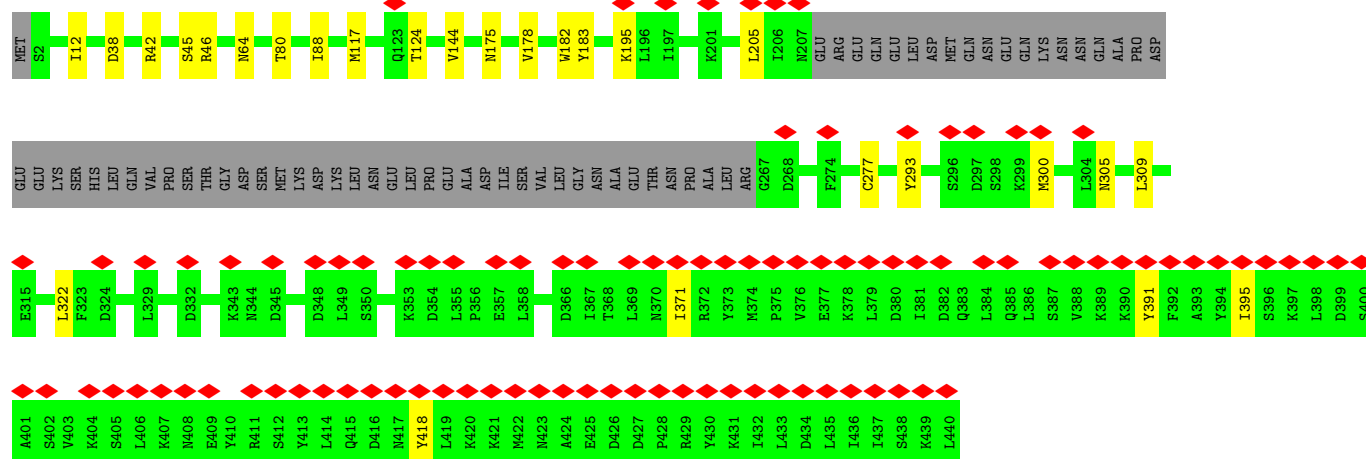 MET S2 I12 D38 R42 S45 R46 N64 T80 I88 M117 Q123 T124 V144 N175 V178 W182 Y183 K195 L196 I197 K201 L205 I206 N207 GLU ARG GLU GLN GLU LEU ASP MET GLN ASN GLU GLN LYS ASN ASN GLN ALA PRO ASP
GLU GLU LYS SER HIS LEU GLN VAL PRO SER THR GLY ASP SER MET LYS ASP LYS LEU ASN GLU LEU PRO GLU ALA ASP ILE SER VAL LEU GLY ASN ALA GLU THR ASN PRO ALA LEU ARG G267 D268 F274 C277 Y293 S296 D297 S298 K299 M300 L304 N305 L309
E315 L322 F323 D324 L329 D332 K343 N344 D345 D348 L349 S350 K353 D354 L355 P356 E357 L358 D366 I367 T368 L369 N370 I371 R372 Y373 M374 P375 V376 E377 K378 L379 D380 I381 D382 Q383 L384 Q385 L386 S387 V388 K389 K390 Y391 F392 A393 Y394 I395 S396 K397 L398 D399 S400
A401 S402 V403 K404 S405 L406 K407 N408 E409 Y410 R411 S412 Y413 L414 Q415 D416 N417 Y418 L419 K420 K421 M422 N423 A424 E425 D426 D427 P428 R429 Y430 K431 I432 L433 D434 L435 I436 I437 S438 K439 L440